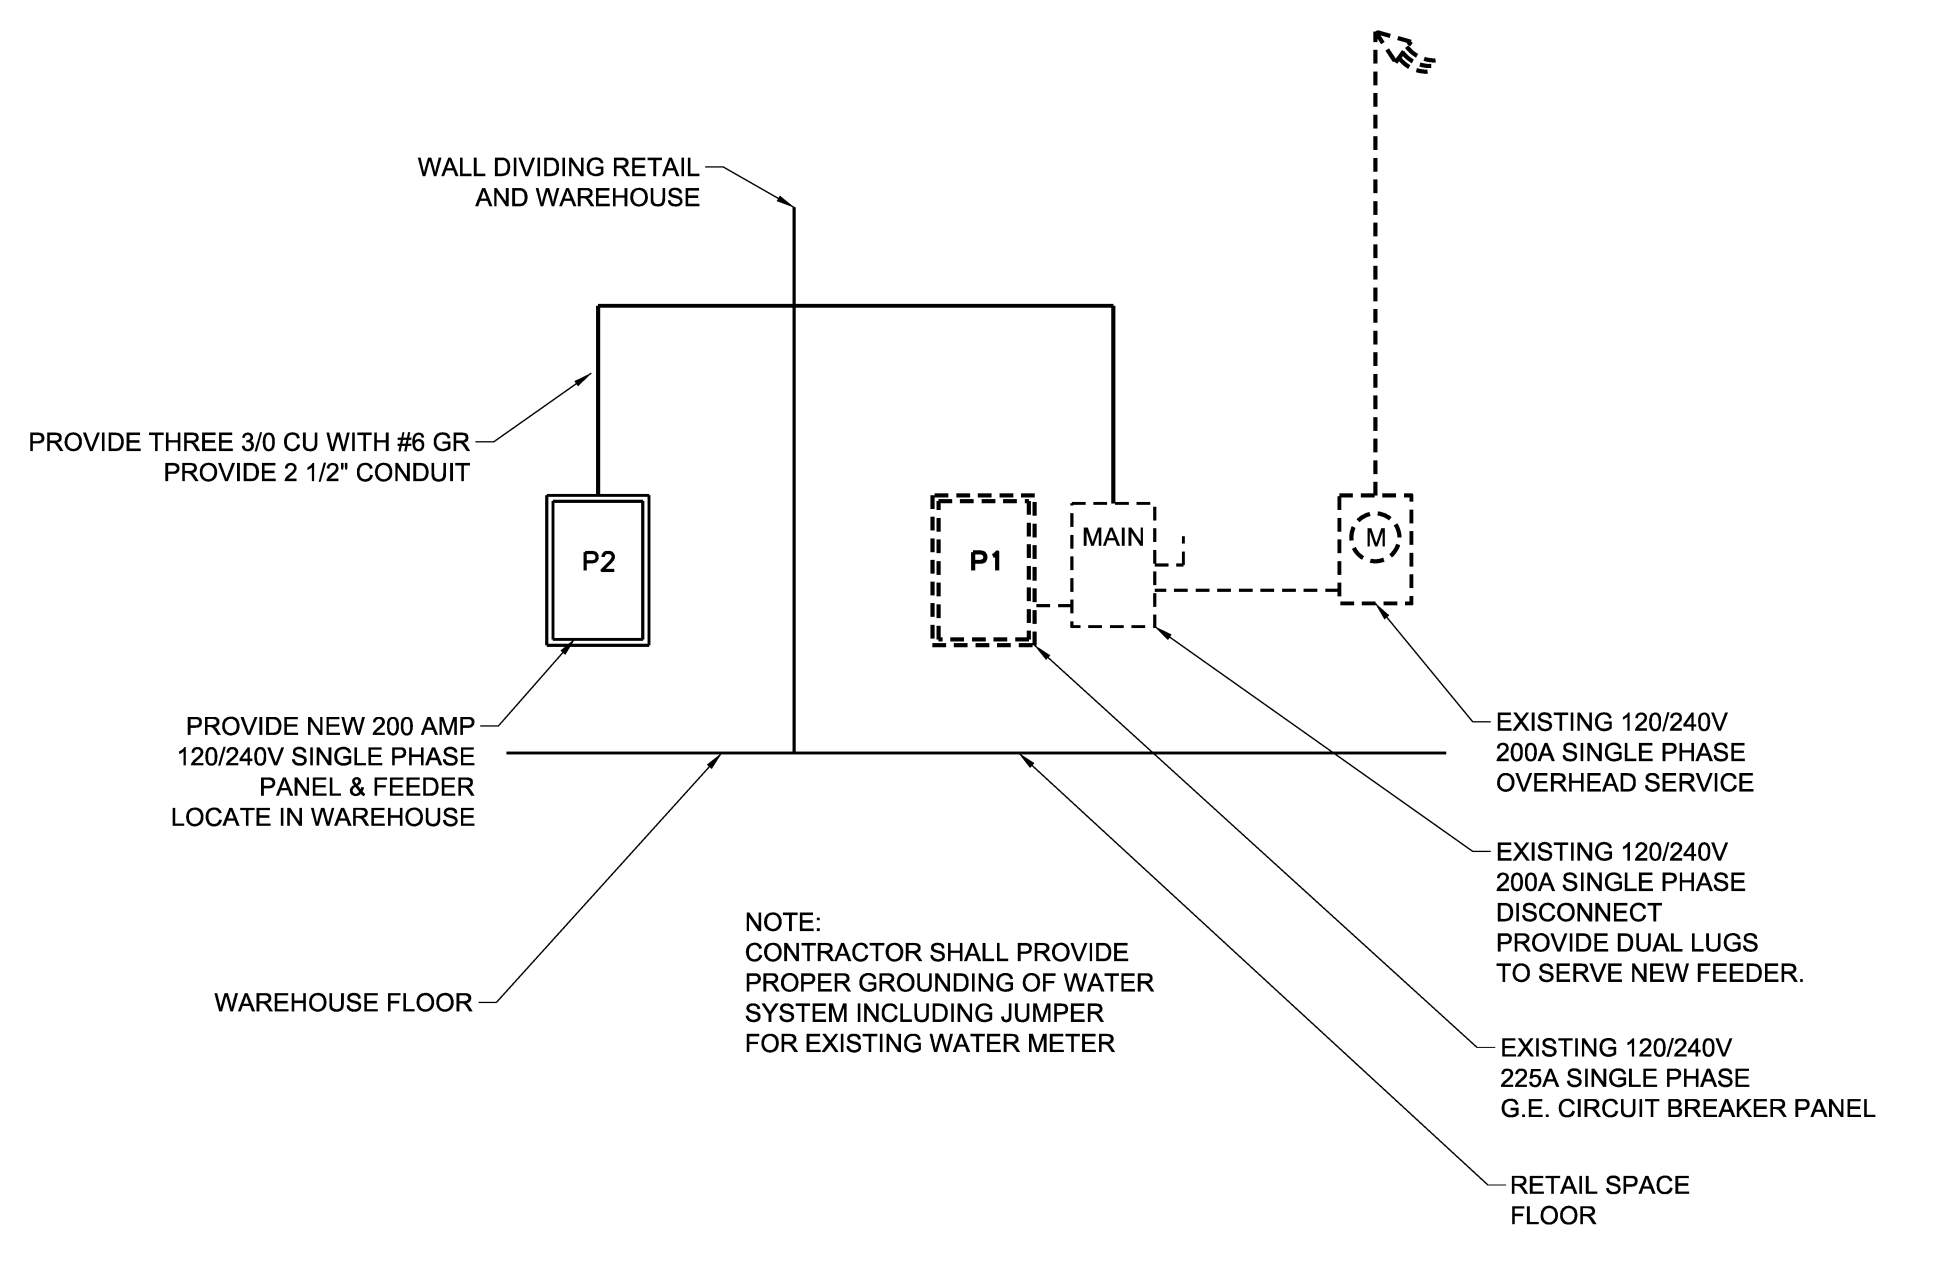 WALL DIVIDING RETAIL
AND WAREHOUSE
PROVIDE THREE 3/0 CU WITH #6 GR
PROVIDE 2 1/2" CONDUIT
P2
P1
MAIN
M
PROVIDE NEW 200 AMP
120/240V SINGLE PHASE
PANEL & FEEDER
LOCATE IN WAREHOUSE
WAREHOUSE FLOOR
NOTE:
CONTRACTOR SHALL PROVIDE
PROPER GROUNDING OF WATER
SYSTEM INCLUDING JUMPER
FOR EXISTING WATER METER
EXISTING 120/240V
200A SINGLE PHASE
OVERHEAD SERVICE
EXISTING 120/240V
200A SINGLE PHASE
DISCONNECT
PROVIDE DUAL LUGS
TO SERVE NEW FEEDER.
EXISTING 120/240V
225A SINGLE PHASE
G.E. CIRCUIT BREAKER PANEL
RETAIL SPACE
FLOOR